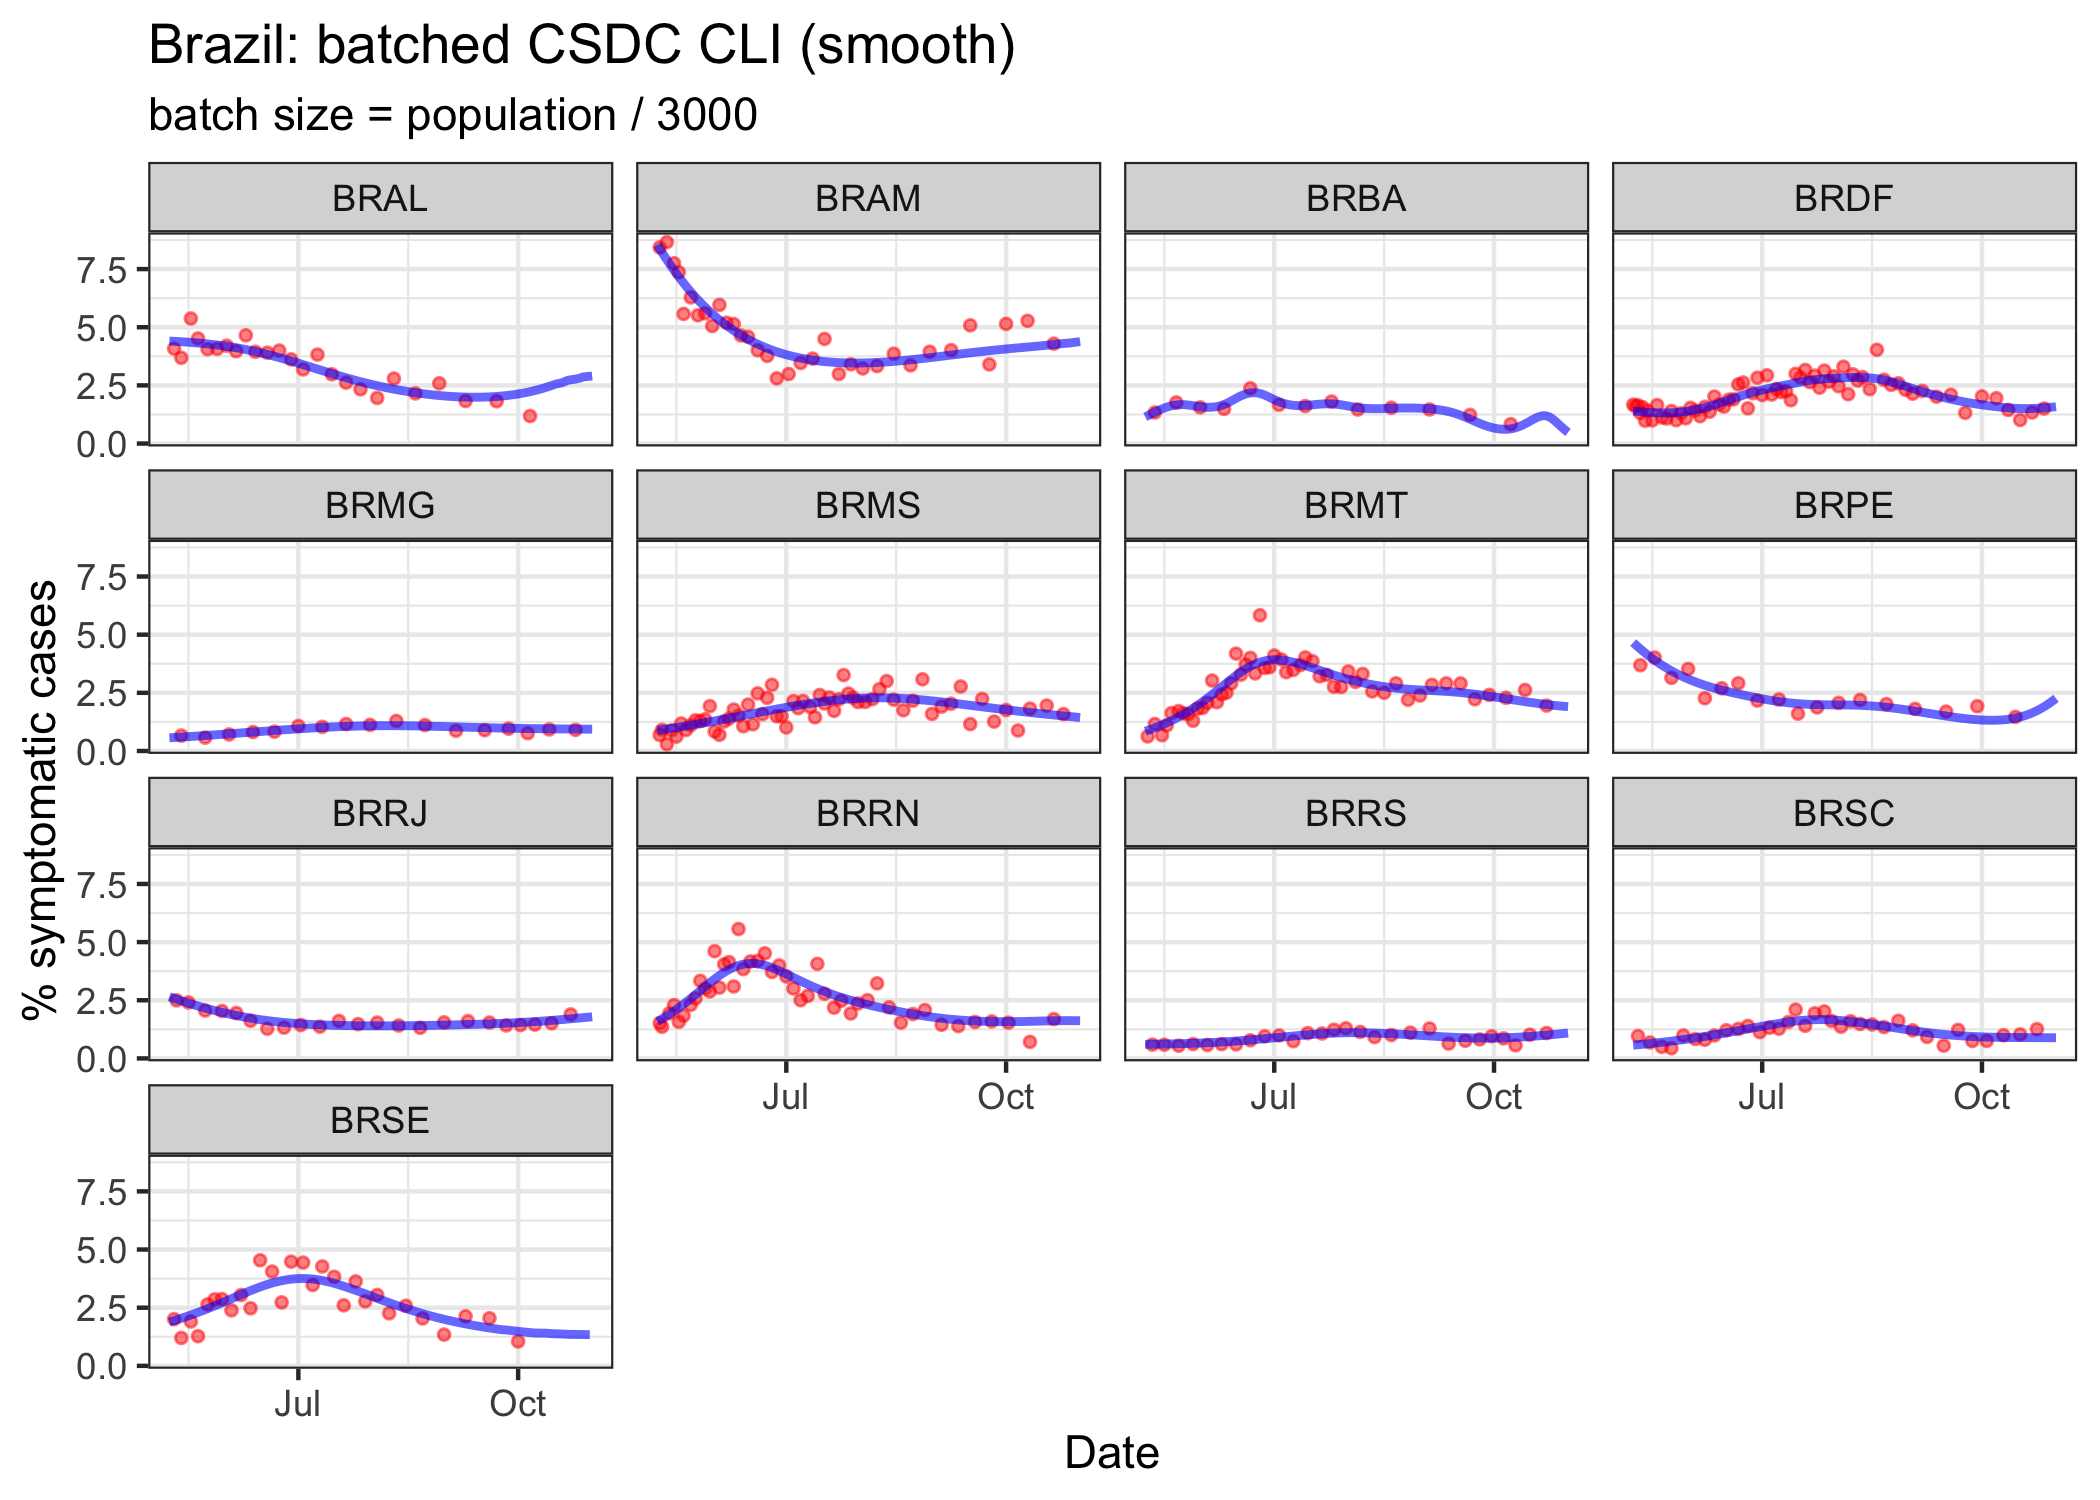 Brazil: batched CSDC CLI (smooth)
batch size = population / 3000
BRAL BRAM BRBA BRDF
7.5
5.0
2.5
0.0
BRMG BRMS BRMT BRPE
7.5
5.0
2.5
0.0
% symptomatic cases
BRRJ BRRN BRRS BRSC
7.5
5.0
2.5
0.0
Jul Oct Jul Oct Jul Oct
BRSE
7.5
5.0
2.5
0.0
Jul Oct
Date